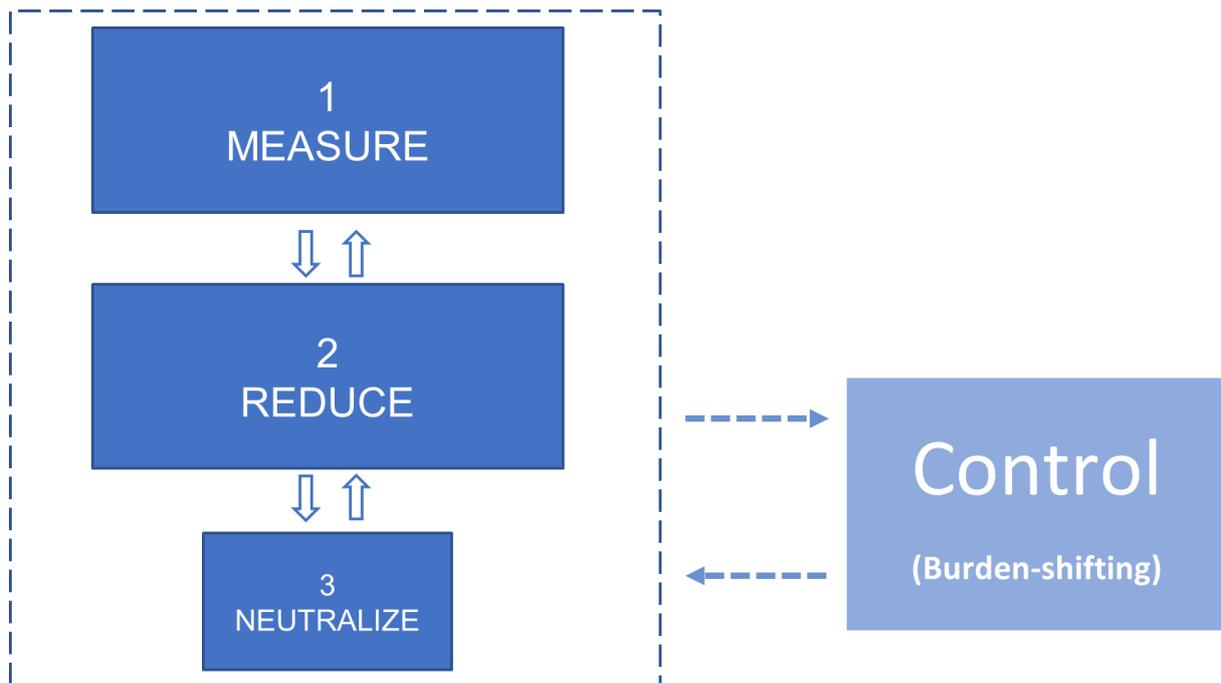 1
MEASURE
2
REDUCE
3
NEUTRALIZE
Control
(Burden-shifting)